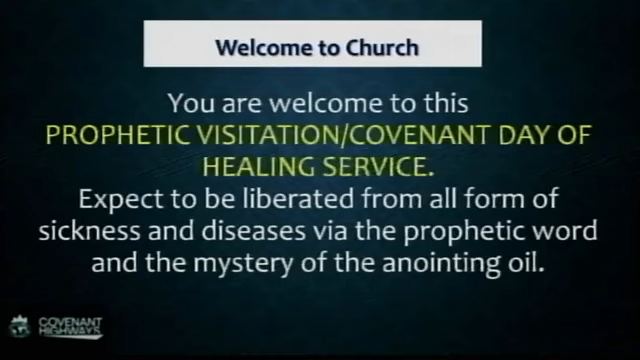 Welcome to Church
You are welcome to this
PROPHETIC VISITATION/COVENANT DAY OF
HEALING SERVICE.
Expect to be liberated from all form of
sickness and diseases via the prophetic word
and the mystery of the anointing oil.
COVENANT
HIGHWAYS